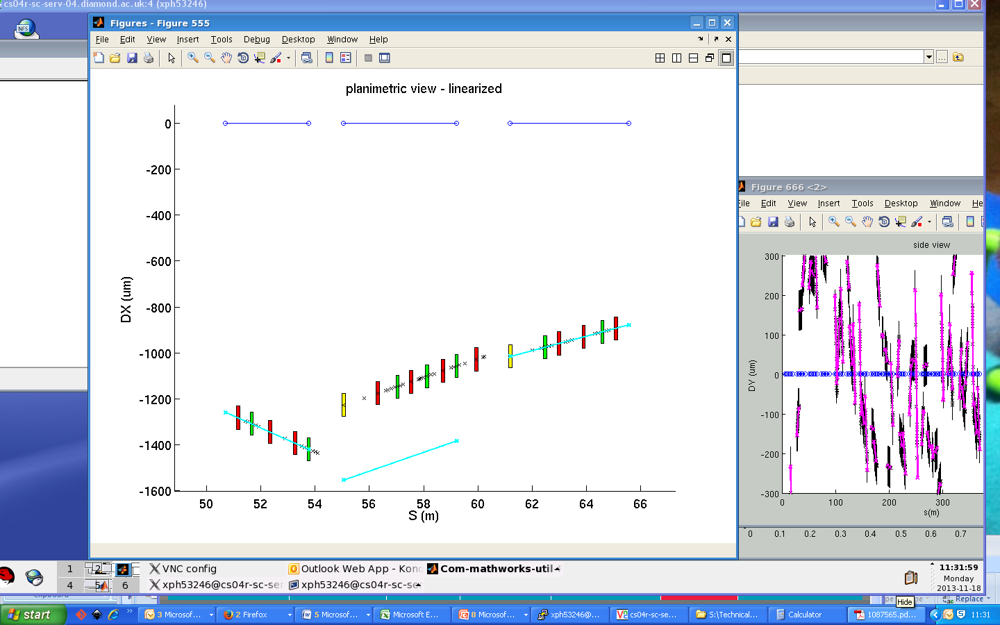 cs04r-sc-serv-04.diamond.ac.uk:4 (xph53246)
NFS
Figures - Figure 555
File Edit View Insert Tools Debug Desktop Window Help
planimetric view - linearized
0
-200
-400
-600
-800
-1000
-1200
-1400
-1600
DX (um)
50 52 54 56 58 60 62 64 66
S (m)
Figure 666 <2>
File Edit View Insert Tools Desktop Window He
side view
300
200
100
0
-100
-200
-300
DY (um)
0 100 200 300
s(m)
0 0.1 0.2 0.3 0.4 0.5 0.6 0.7
1 2
4 5 6
VNC config
Outlook Web App - Kond
Com-mathworks-util
xph53246@cs04r-sc-ser
xph53246@cs04r-sc-se
11:31:59
Monday
2013-11-18
Clipboard
Replace
Hide
start
3 Microsof...
2 Firefox
5 Microsof...
Microsoft E...
8 Microsof...
xph53246@...
cs04r-sc-se...
S:\Technical...
Calculator
1087565.pd...
11:31